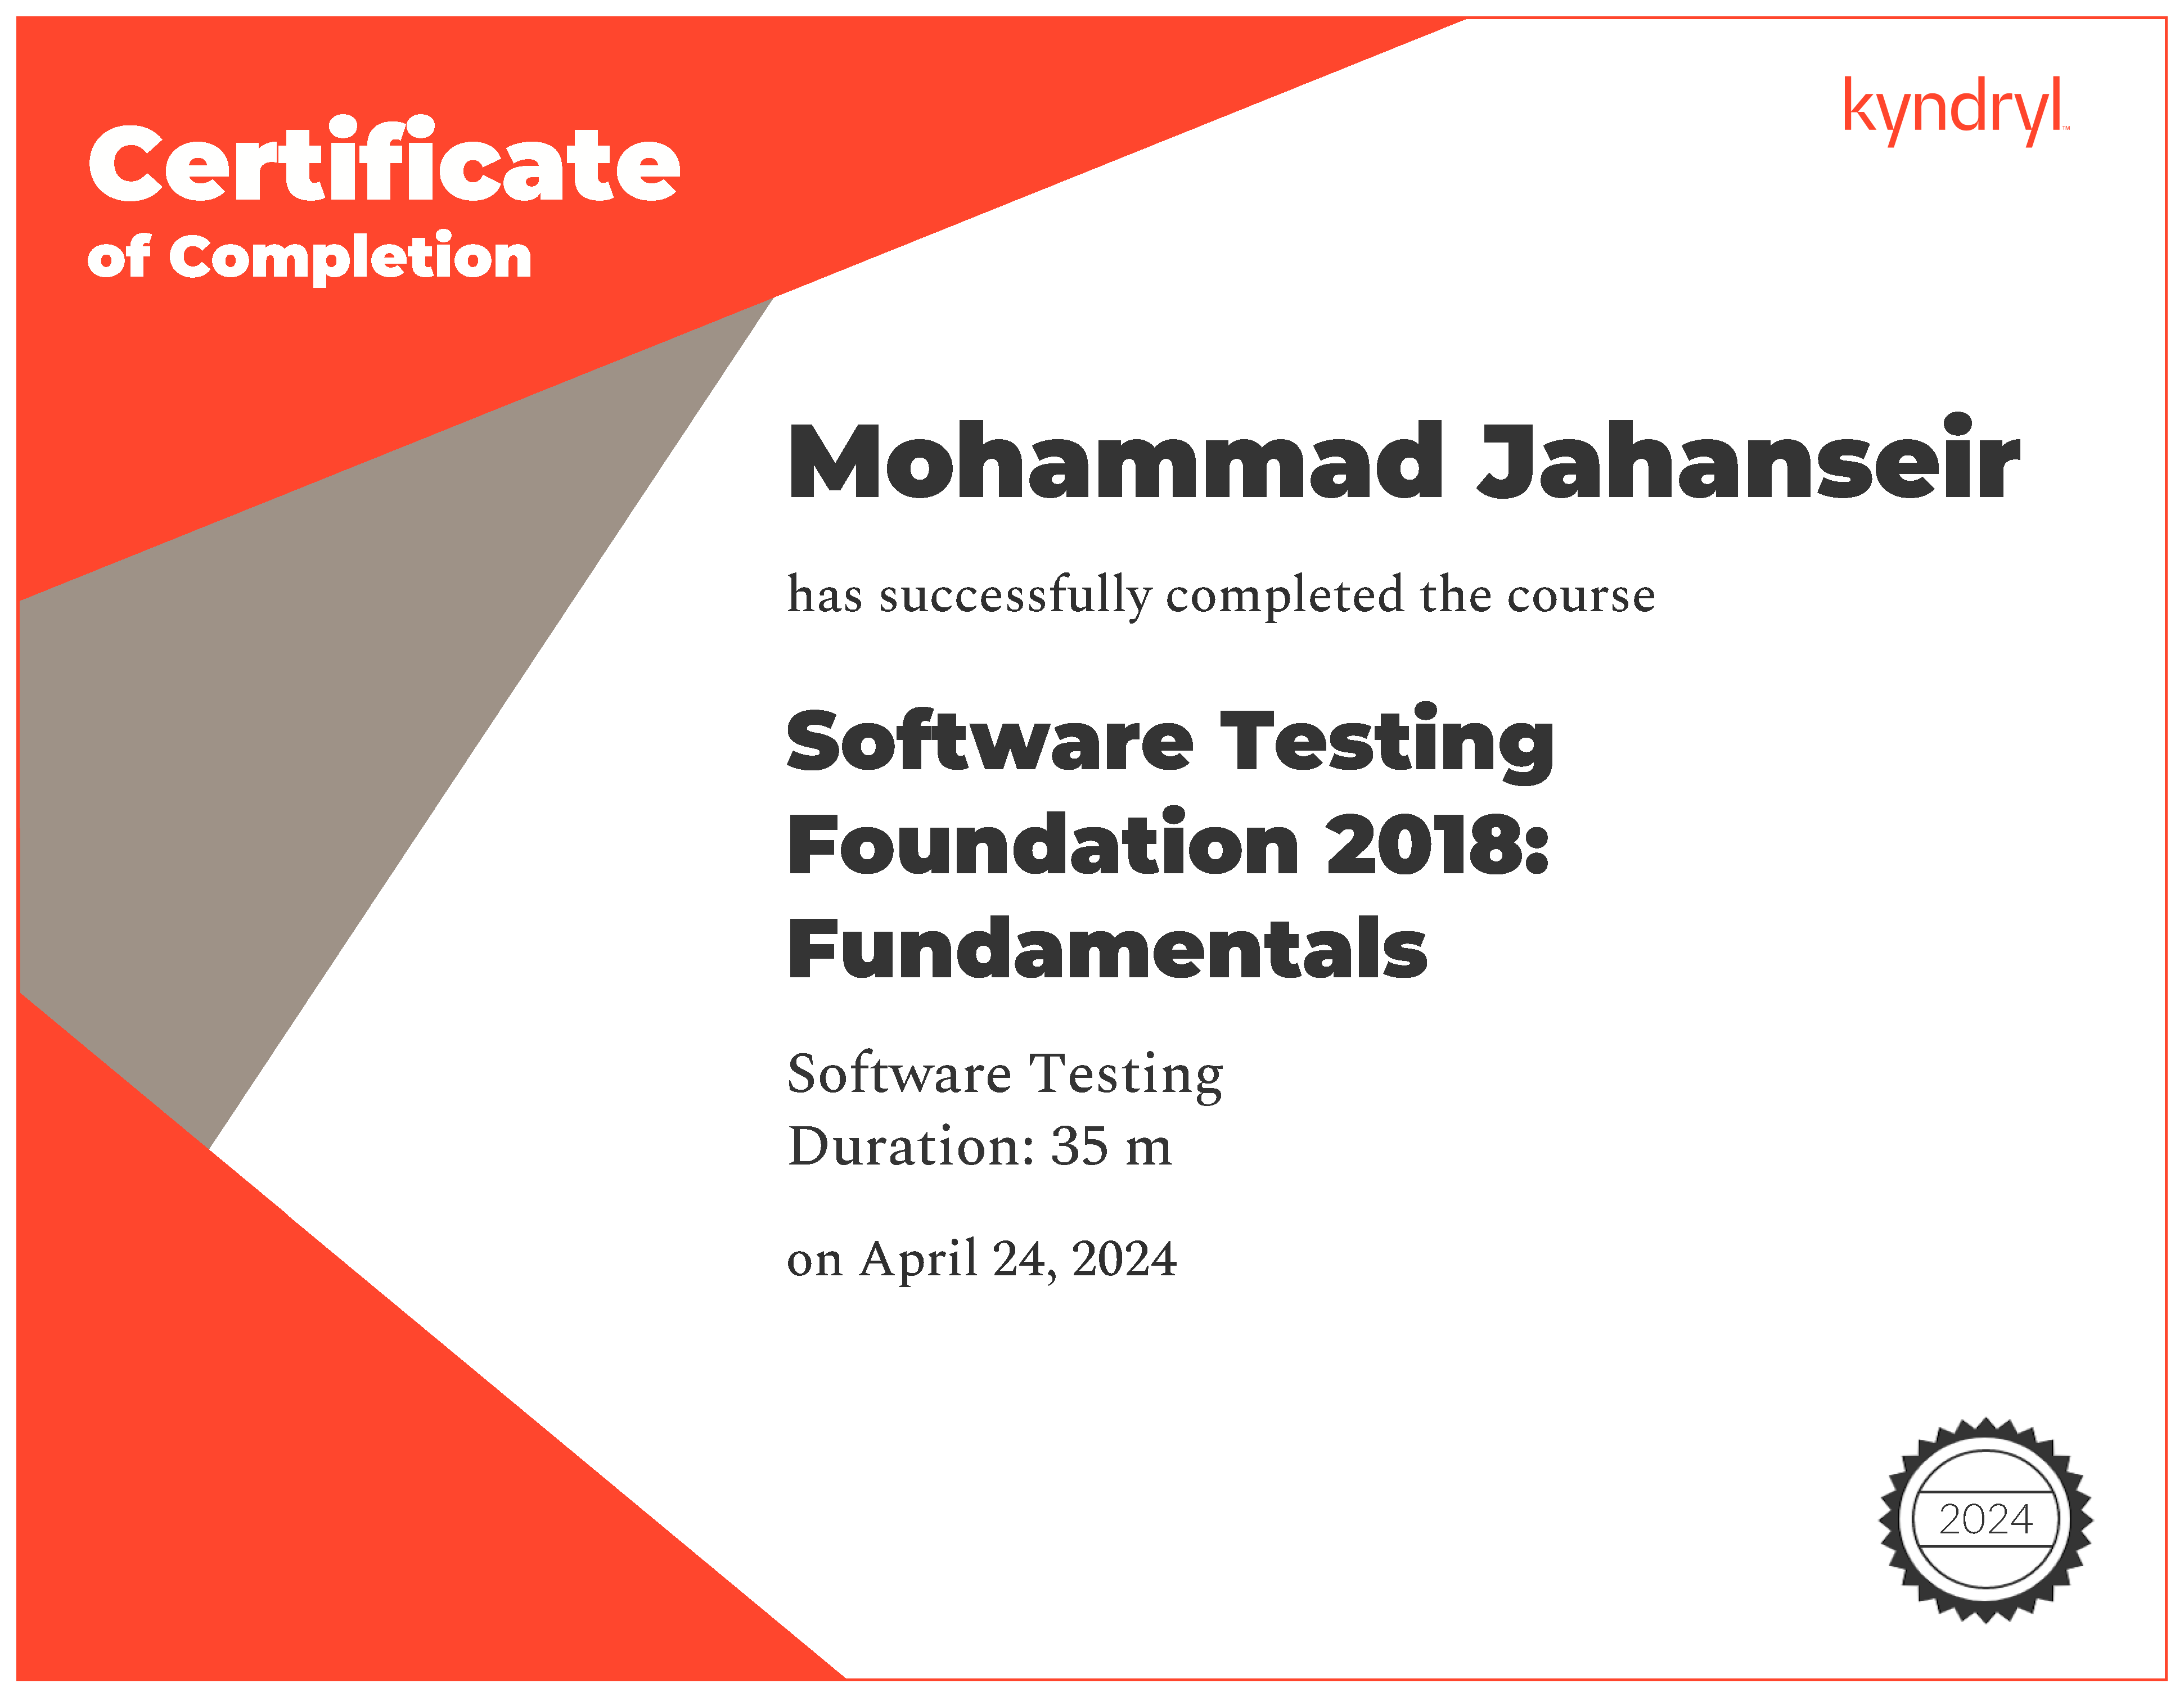 Certificate
of Completion
kyndryl™
Mohammad Jahanseir
has successfully completed the course
Software Testing
Foundation 2018:
Fundamentals
Software Testing
Duration: 35 m
on April 24, 2024
2024